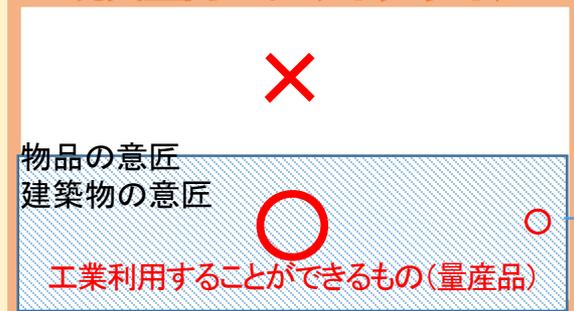 ×
物品の意匠
建築物の意匠
○
○
工業利用することができるもの（量産品）